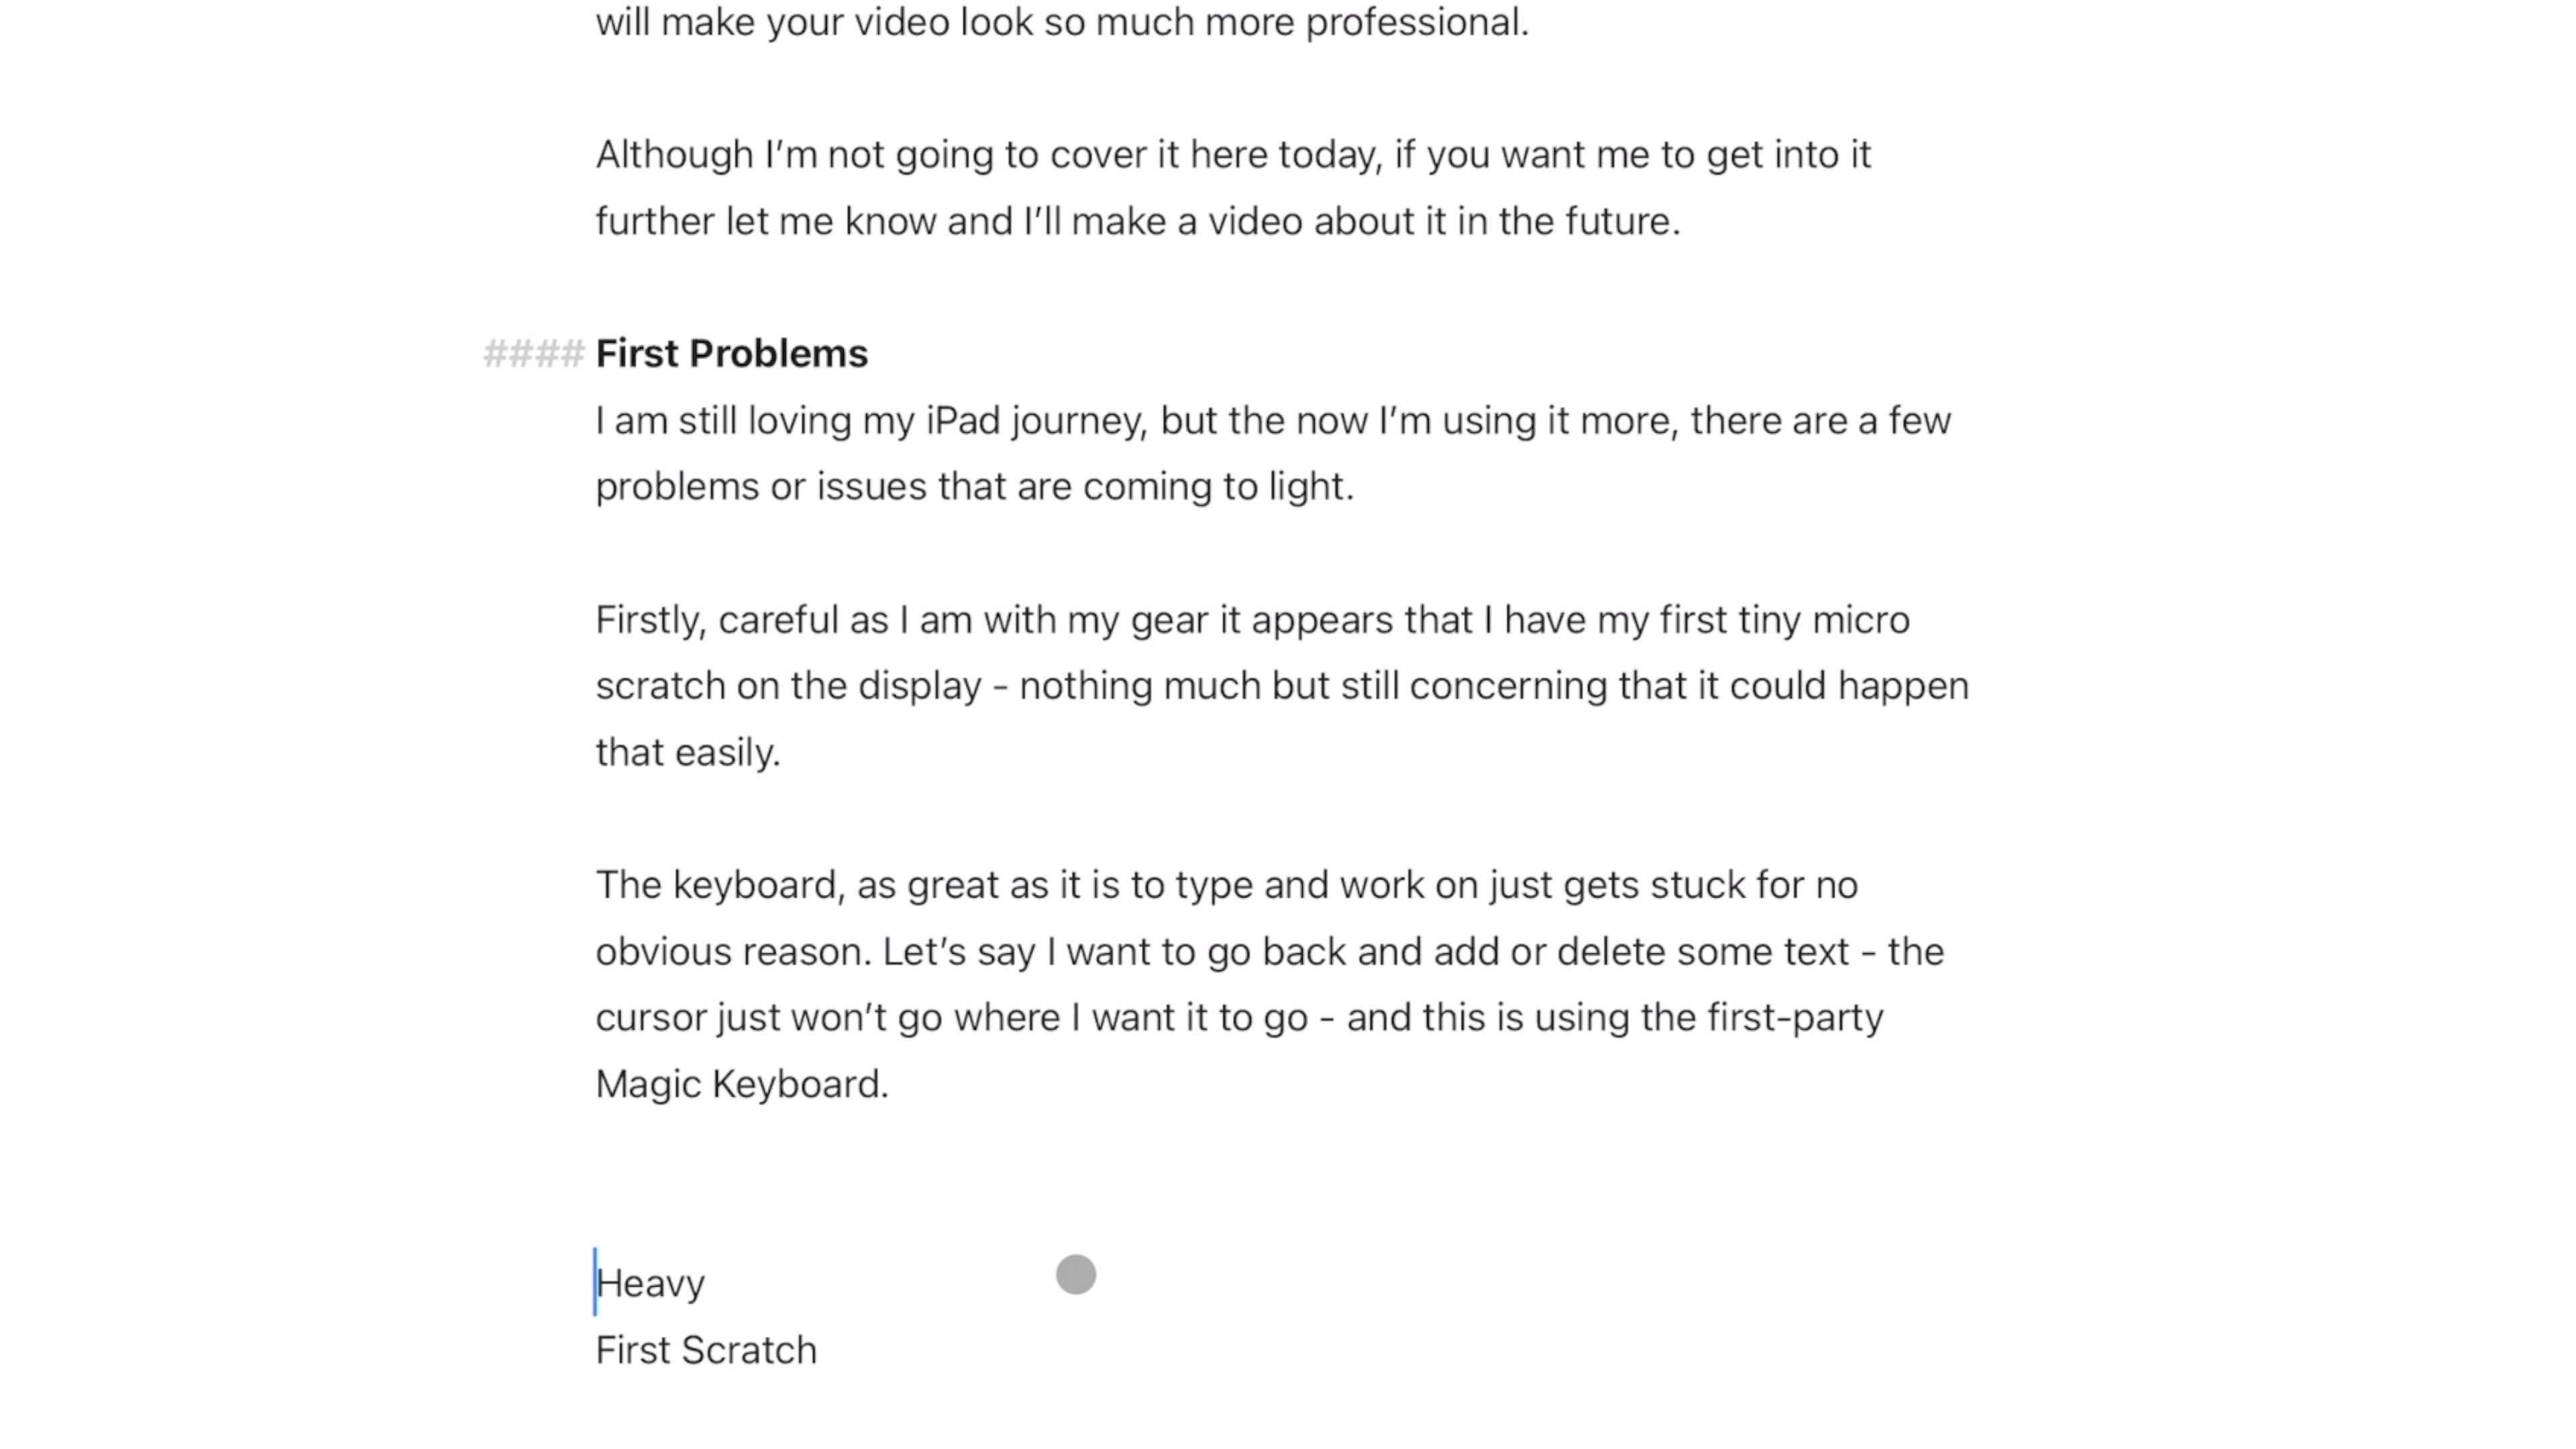 will make your video look so much more professional.
Although I’m not going to cover it here today, if you want me to get into it
further let me know and I’ll make a video about it in the future.
#### First Problems
I am still loving my iPad journey, but the now I’m using it more, there are a few
problems or issues that are coming to light.
Firstly, careful as I am with my gear it appears that I have my first tiny micro
scratch on the display - nothing much but still concerning that it could happen
that easily.
The keyboard, as great as it is to type and work on just gets stuck for no
obvious reason. Let’s say I want to go back and add or delete some text - the
cursor just won’t go where I want it to go - and this is using the first-party
Magic Keyboard.
Heavy
First Scratch